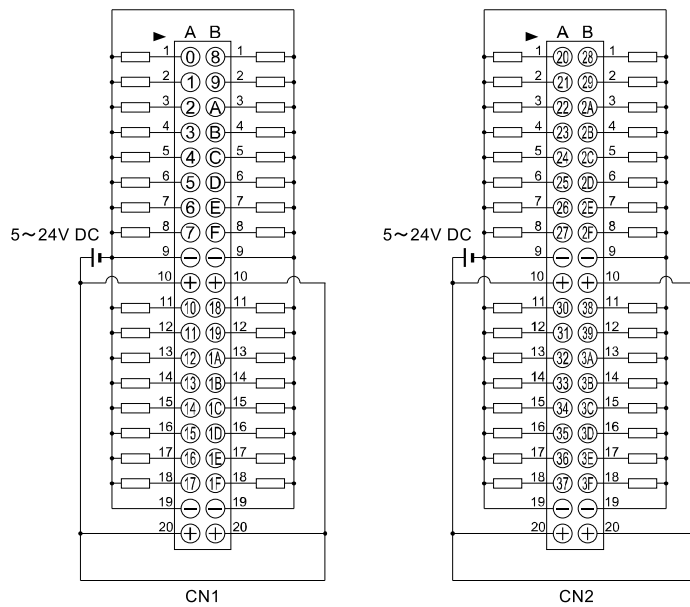 A B A B
1 0 8 1 1 20 28 1
2 1 9 2 2 21 29 2
3 2 A 3 3 22 2A 3
4 3 B 4 4 23 2B 4
5 4 C 5 5 24 2C 5
6 5 D 6 6 25 2D 6
7 6 E 7 7 26 2E 7
8 7 F 8 8 27 2F 8
5～24V DC 5～24V DC
9 − − 9 9 − − 9
10 + + 10 10 + + 10
11 10 18 11 11 30 38 11
12 11 19 12 12 31 39 12
13 12 1A 13 13 32 3A 13
14 13 1B 14 14 33 3B 14
15 14 1C 15 15 34 3C 15
16 15 1D 16 16 35 3D 16
17 16 1E 17 17 36 3E 17
18 17 1F 18 18 37 3F 18
19 − − 19 19 − − 19
20 + + 20 20 + + 20
CN1 CN2